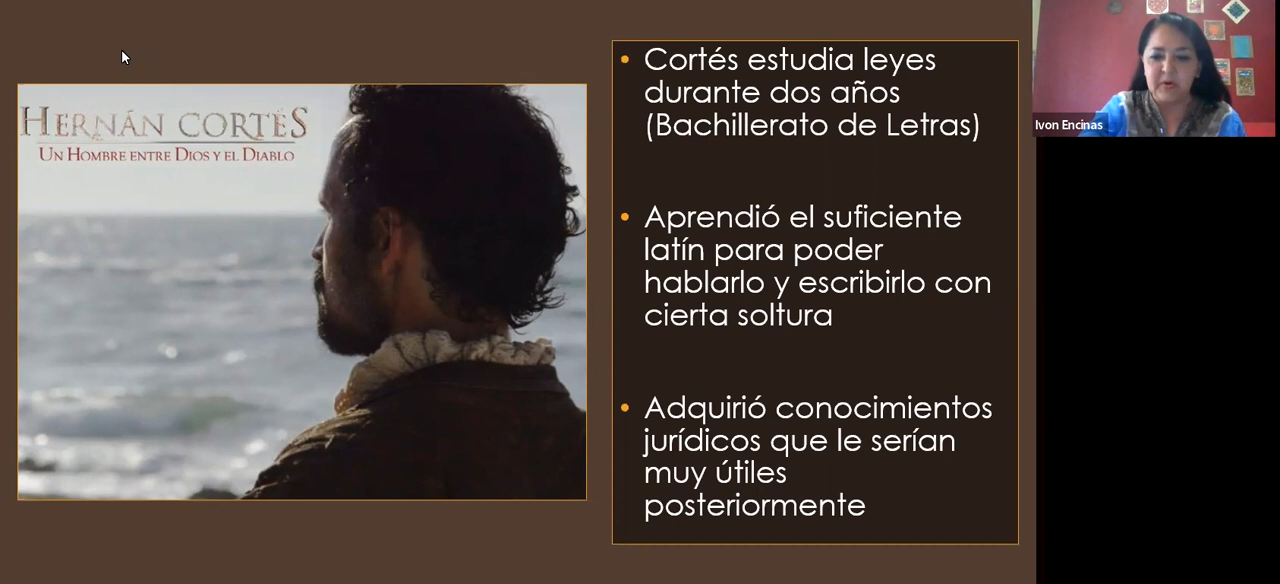 HERNÁN CORTÉS
UN HOMBRE ENTRE DIOS Y EL DIABLO
• Cortés estudia leyes
durante dos años
(Bachillerato de Letras)
• Aprendió el suficiente
latín para poder
hablarlo y escribirlo con
cierta soltura
• Adquirió conocimientos
jurídicos que le serían
muy útiles
posteriormente
Ivon Encinas